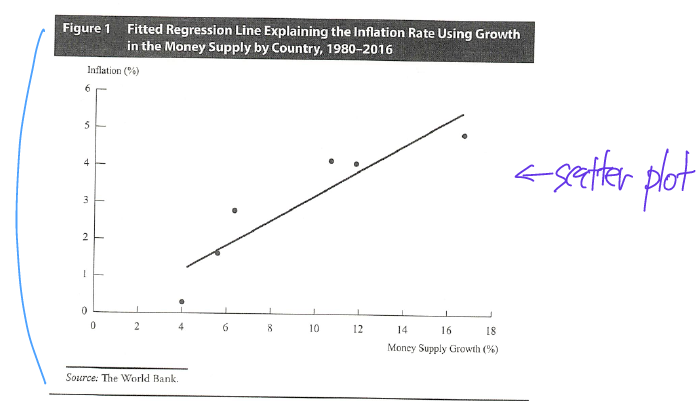 Figure 1 Fitted Regression Line Explaining the Inflation Rate Using Growth
in the Money Supply by Country, 1980–2016
Inflation (%)
6
5
4
3
2
1
0
0 2 4 6 8 10 12 14 16 18
Money Supply Growth (%)
Source: The World Bank.
←scatter plot